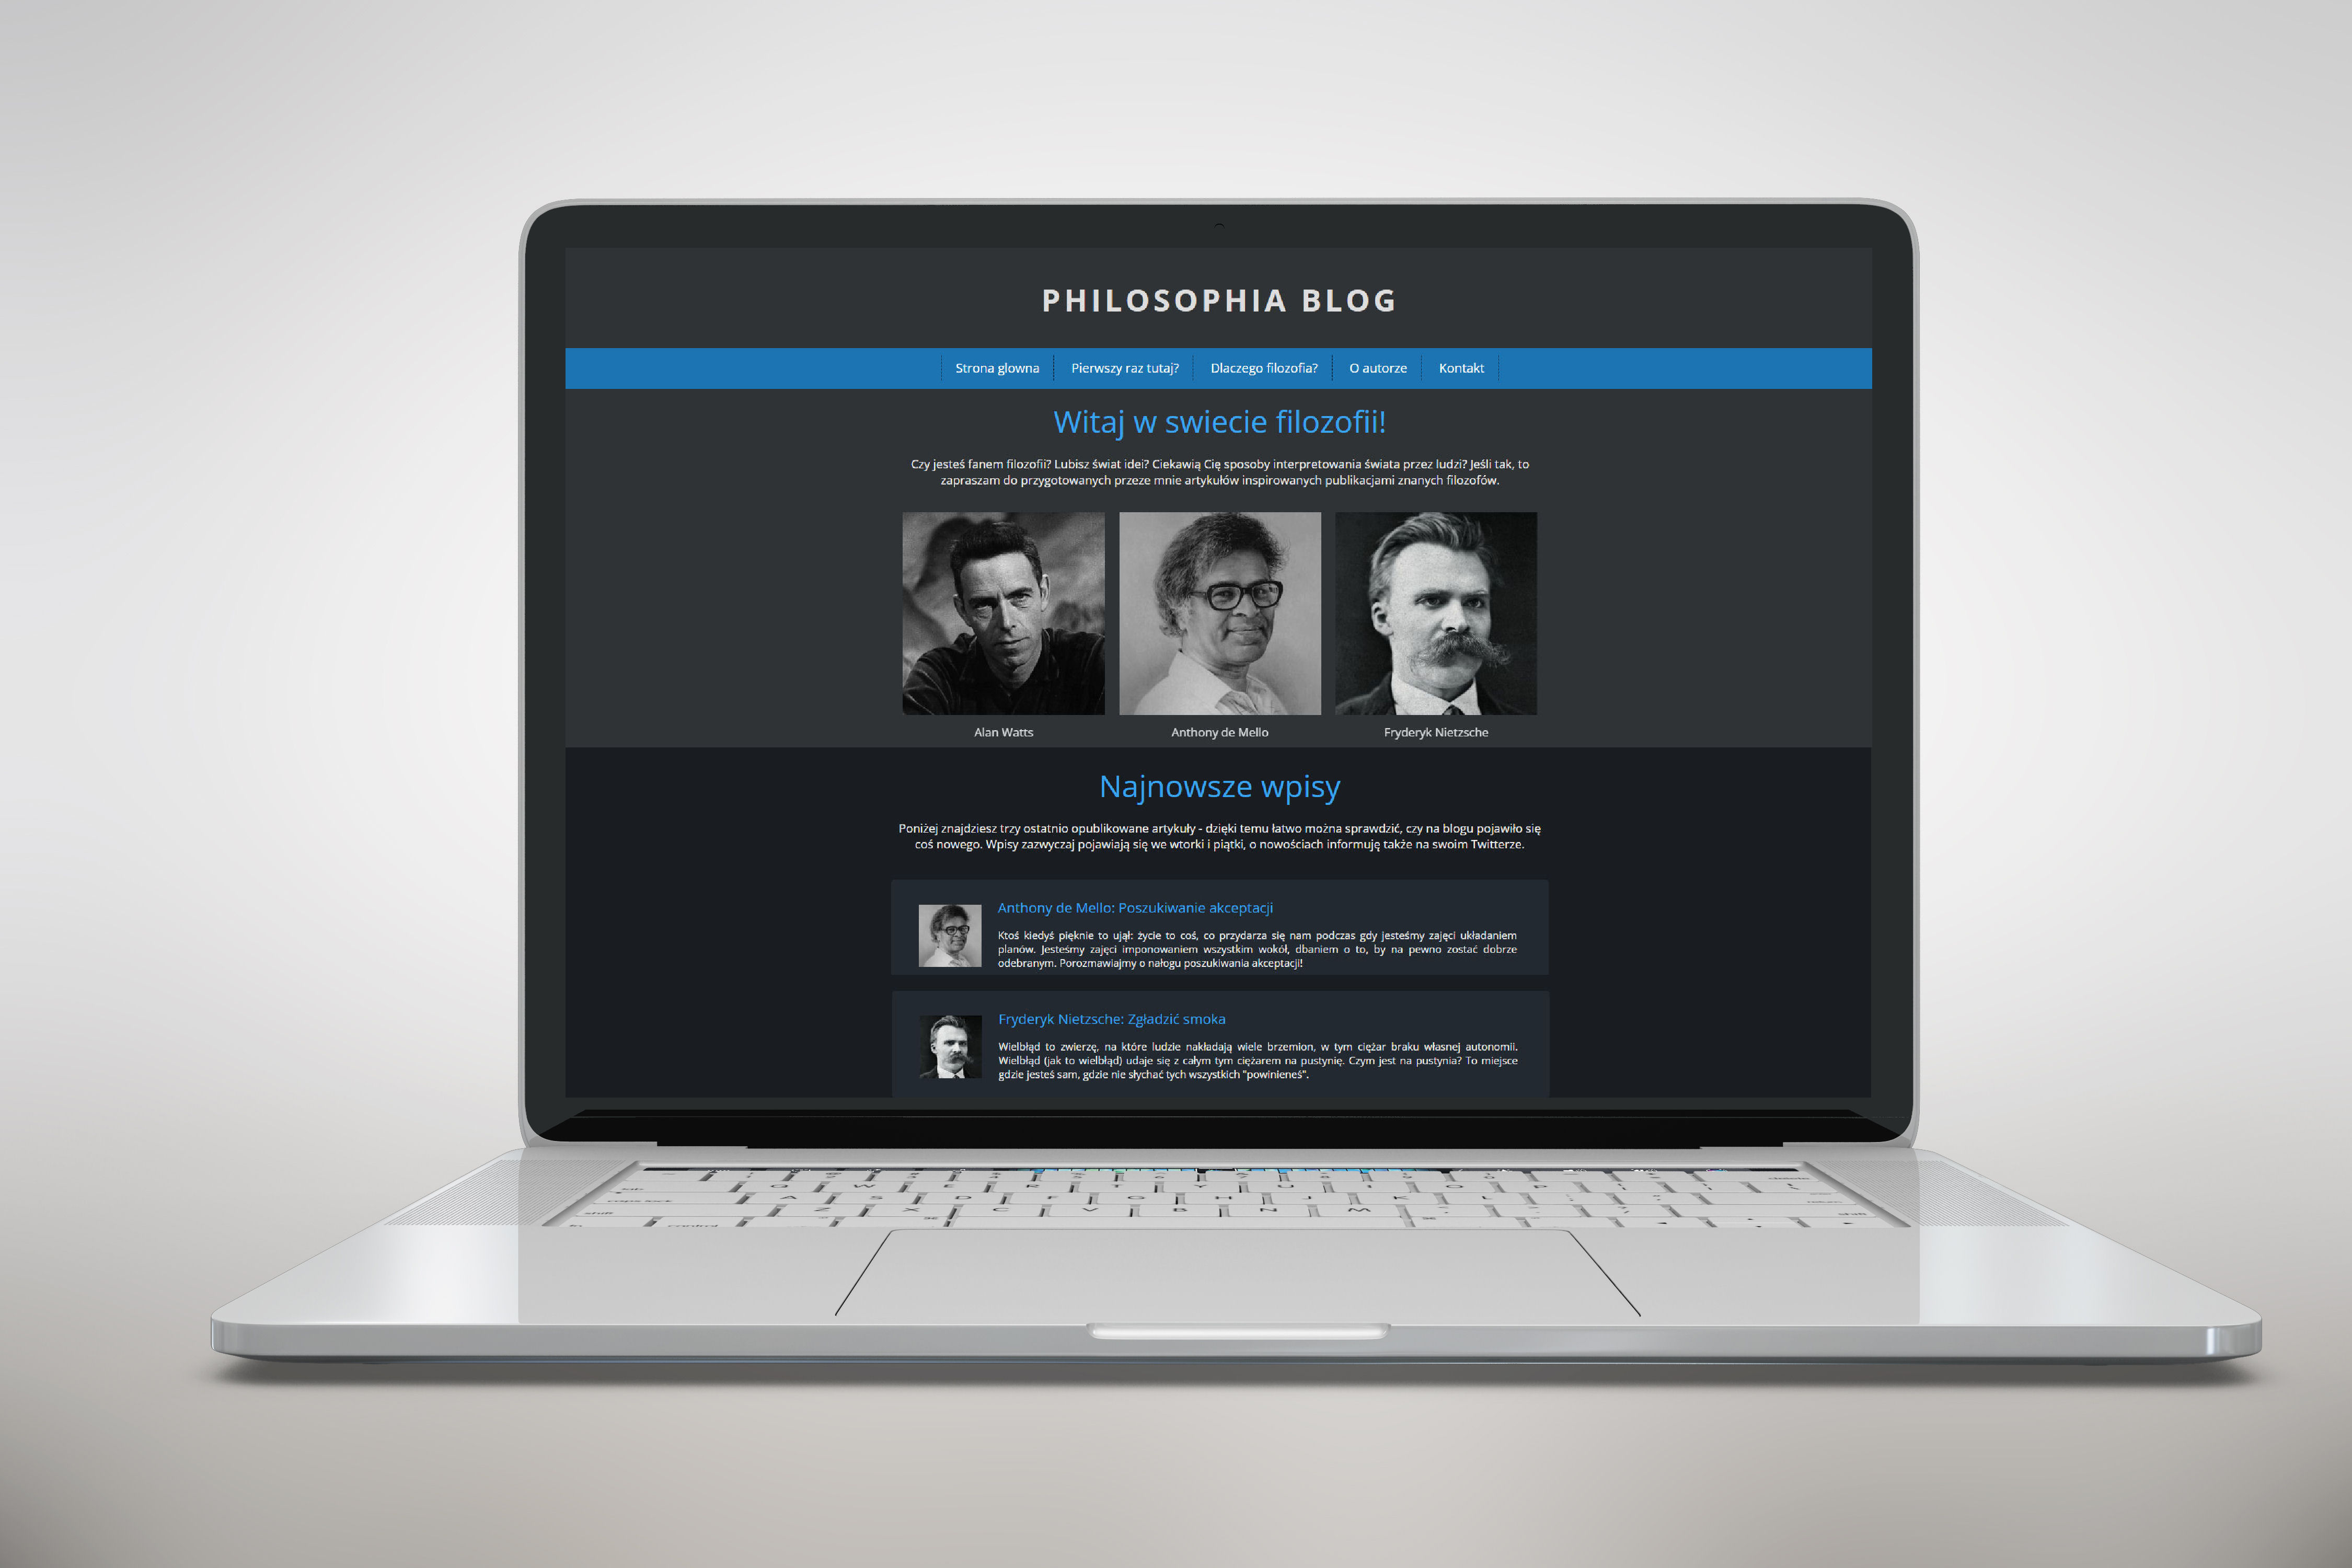 PHILOSOPHIA BLOG
Strona glowna Pierwszy raz tutaj? Dlaczego filozofia? O autorze Kontakt
Witaj w swiecie filozofii!
Czy jesteś fanem filozofii? Lubisz świat idei? Ciekawią Cię sposoby interpretowania świata przez ludzi? Jeśli tak, to
zapraszam do przygotowanych przeze mnie artykułów inspirowanych publikacjami znanych filozofów.
Alan Watts Anthony de Mello Fryderyk Nietzsche
Najnowsze wpisy
Poniżej znajdziesz trzy ostatnio opublikowane artykuły - dzięki temu łatwo można sprawdzić, czy na blogu pojawiło się
coś nowego. Wpisy zazwyczaj pojawiają się we wtorki i piątki, o nowościach informuję także na swoim Twitterze.
Anthony de Mello: Poszukiwanie akceptacji
Ktoś kiedyś pięknie to ujął: życie to coś, co przydarza się nam podczas gdy jesteśmy zajęci układaniem
planów. Jesteśmy zajęci imponowaniem wszystkim wokół, dbaniem o to, by na pewno zostać dobrze
odebranym. Porozmawiajmy o nałogu poszukiwania akceptacji!
Fryderyk Nietzsche: Zgładzić smoka
Wielbłąd to zwierzę, na które ludzie nakładają wiele brzemion, w tym ciężar braku własnej autonomii.
Wielbłąd (jak to wielbłąd) udaje się z całym tym ciężarem na pustynię. Czym jest na pustynia? To miejsce
gdzie jesteś sam, gdzie nie słychać tych wszystkich "powinieneś".
Q W E R T Y U I O P
caps lock A S D F G H J K L
shift Z X C V B N M shift
fn control